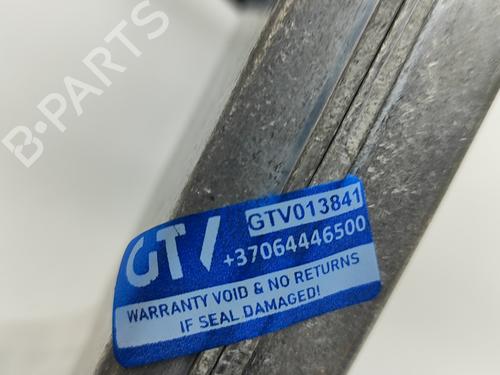 B-PARTS
GTV
GTV013841
+37064446500
WARRANTY VOID & NO RETURNS
IF SEAL DAMAGED!